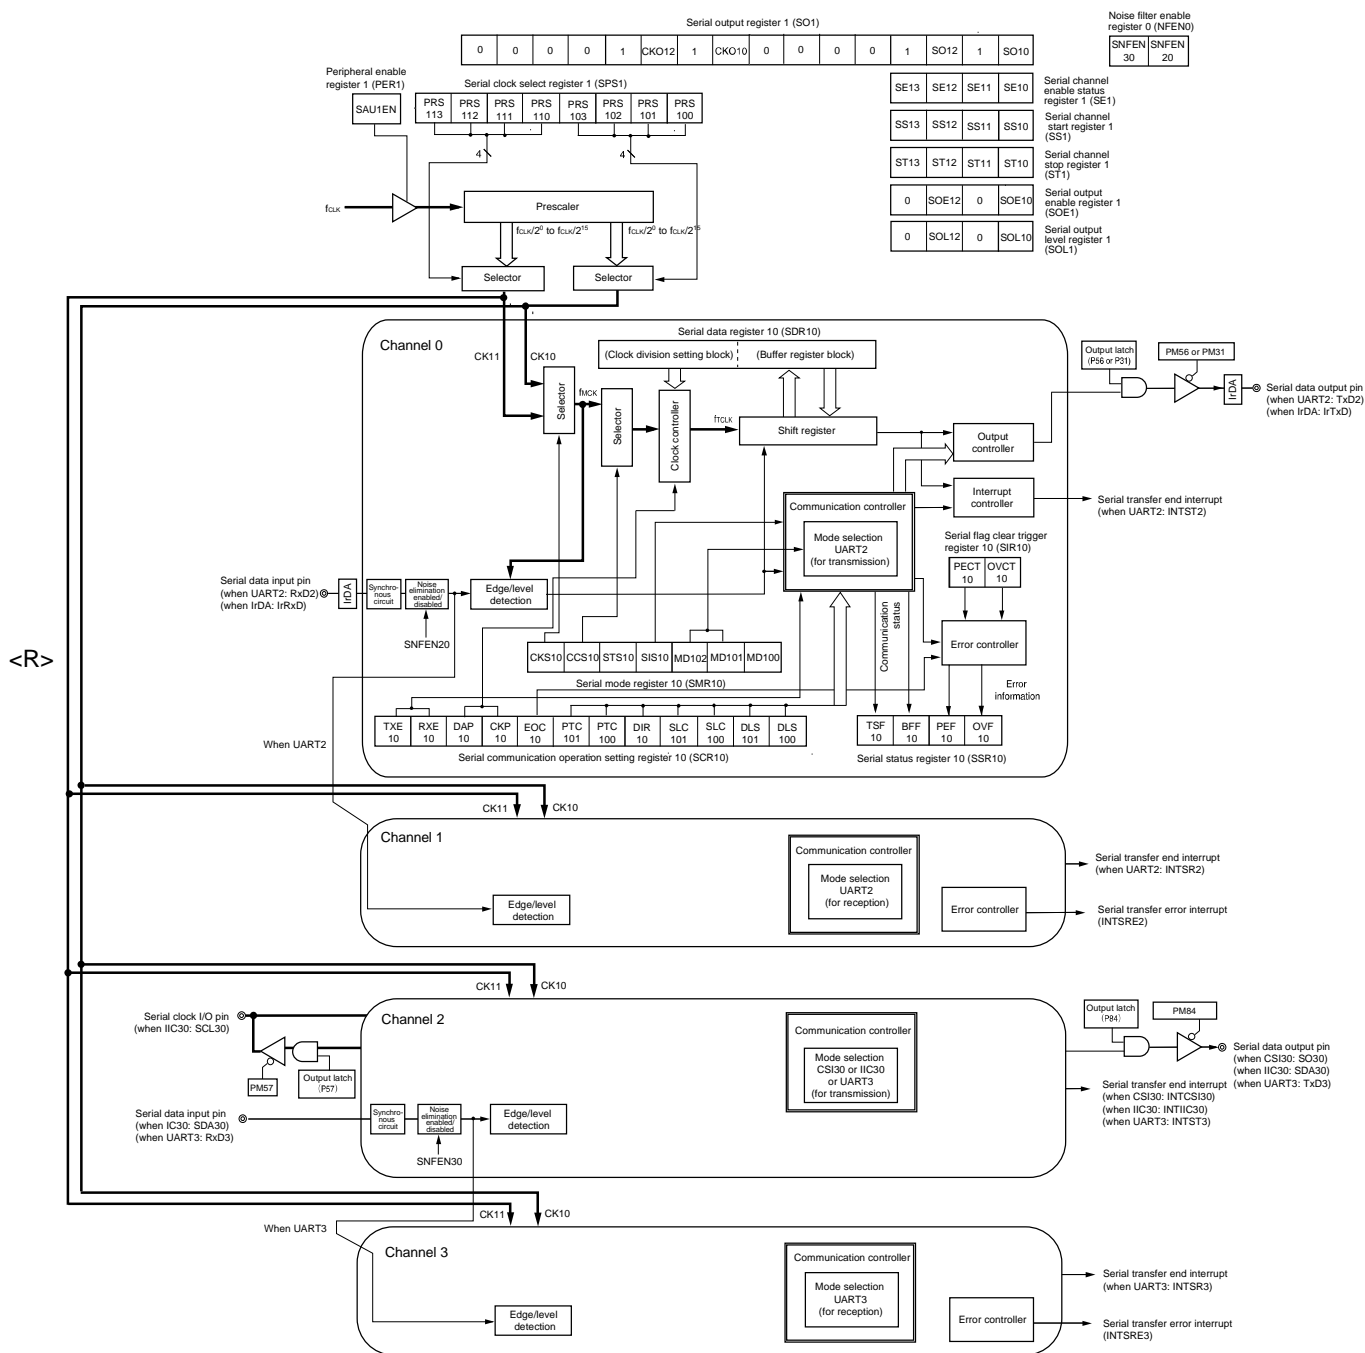 Serial output register 1 (SO1)
0 0 0 0 1 CKO12 1 CKO10 0 0 0 0 1 SO12 1 SO10
Noise filter enable
register 0 (NFEN0)
SNFEN 30 SNFEN 20
Peripheral enable
register 1 (PER1)
SAU1EN
Serial clock select register 1 (SPS1)
PRS 113 PRS 112 PRS 111 PRS 110 PRS 103 PRS 102 PRS 101 PRS 100
4
4
SE13 SE12 SE11 SE10
Serial channel
enable status
register 1 (SE1)
SS13 SS12 SS11 SS10
Serial channel
start register 1
(SS1)
ST13 ST12 ST11 ST10
Serial channel
stop register 1
(ST1)
0 SOE12 0 SOE10
Serial output
enable register 1
(SOE1)
0 SOL12 0 SOL10
Serial output
level register 1
(SOL1)
fCLK
Prescaler
fCLK/2⁰ to fCLK/2¹⁵
fCLK/2⁰ to fCLK/2¹⁵
Selector
Selector
Channel 0
CK11
CK10
Serial data register 10 (SDR10)
(Clock division setting block)
(Buffer register block)
Selector
fMCK
Selector
Clock controller
fTCLK
Shift register
Output
controller
Output latch
(P56 or P31)
PM56 or PM31
IrDA
Serial data output pin
(when UART2: TxD2)
(when IrDA: IrTxD)
Interrupt
controller
Serial transfer end interrupt
(when UART2: INTST2)
Communication controller
Mode selection
UART2
(for transmission)
Serial flag clear trigger
register 10 (SIR10)
PECT 10 OVCT 10
Communication
status
Error controller
Error
information
Serial data input pin
(when UART2: RxD2)
(when IrDA: IrRxD)
IrDA
Synchro-
nous
circuit
Noise
elimination
enabled/
disabled
SNFEN20
Edge/level
detection
<R>
CKS10 CCS10 STS10 SIS10 MD102 MD101 MD100
Serial mode register 10 (SMR10)
TXE 10 RXE 10 DAP 10 CKP 10 EOC 10 PTC 101 PTC 100 DIR 10 SLC 101 SLC 100 DLS 101 DLS 100
Serial communication operation setting register 10 (SCR10)
TSF 10 BFF 10 PEF 10 OVF 10
Serial status register 10 (SSR10)
When UART2
CK11
CK10
Channel 1
Communication controller
Mode selection
UART2
(for reception)
Edge/level
detection
Error controller
Serial transfer end interrupt
(when UART2: INTSR2)
Serial transfer error interrupt
(INTSRE2)
CK11
CK10
Serial clock I/O pin
(when IIC30: SCL30)
PM57
Output latch
(P57)
Channel 2
Communication controller
Mode selection
CSI30 or IIC30
or UART3
(for transmission)
Output latch
(P84)
PM84
Serial data output pin
(when CSI30: SO30)
(when IIC30: SDA30)
(when UART3: TxD3)
Serial transfer end interrupt
(when CSI30: INTCSI30)
(when IIC30: INTIIC30)
(when UART3: INTST3)
Serial data input pin
(when IC30: SDA30)
(when UART3: RxD3)
Synchro-
nous
circuit
Noise
elimination
enabled/
disabled
SNFEN30
Edge/level
detection
When UART3
CK11
CK10
Channel 3
Communication controller
Mode selection
UART3
(for reception)
Edge/level
detection
Error controller
Serial transfer end interrupt
(when UART3: INTSR3)
Serial transfer error interrupt
(INTSRE3)